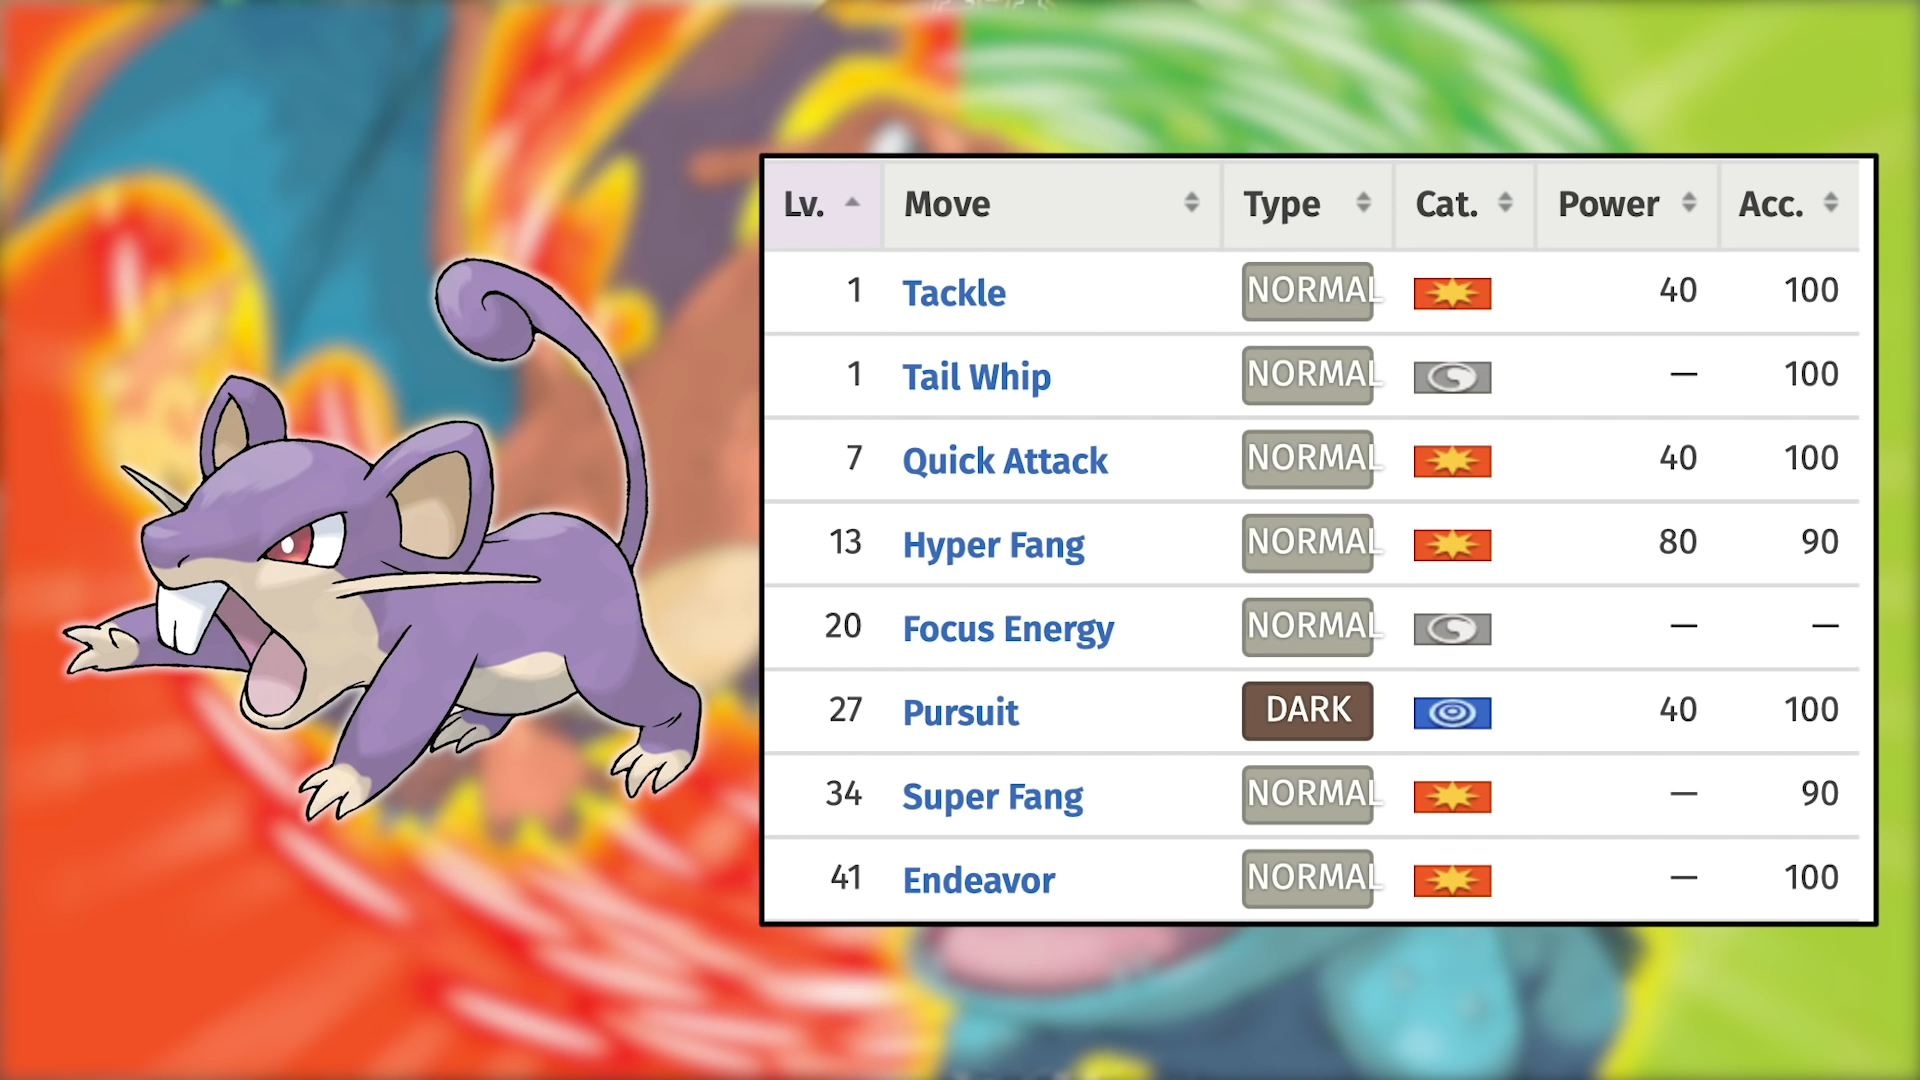 Lv. Move Type Cat. Power Acc.
1 Tackle NORMAL 40 100
1 Tail Whip NORMAL — 100
7 Quick Attack NORMAL 40 100
13 Hyper Fang NORMAL 80 90
20 Focus Energy NORMAL — —
27 Pursuit DARK 40 100
34 Super Fang NORMAL — 90
41 Endeavor NORMAL — 100